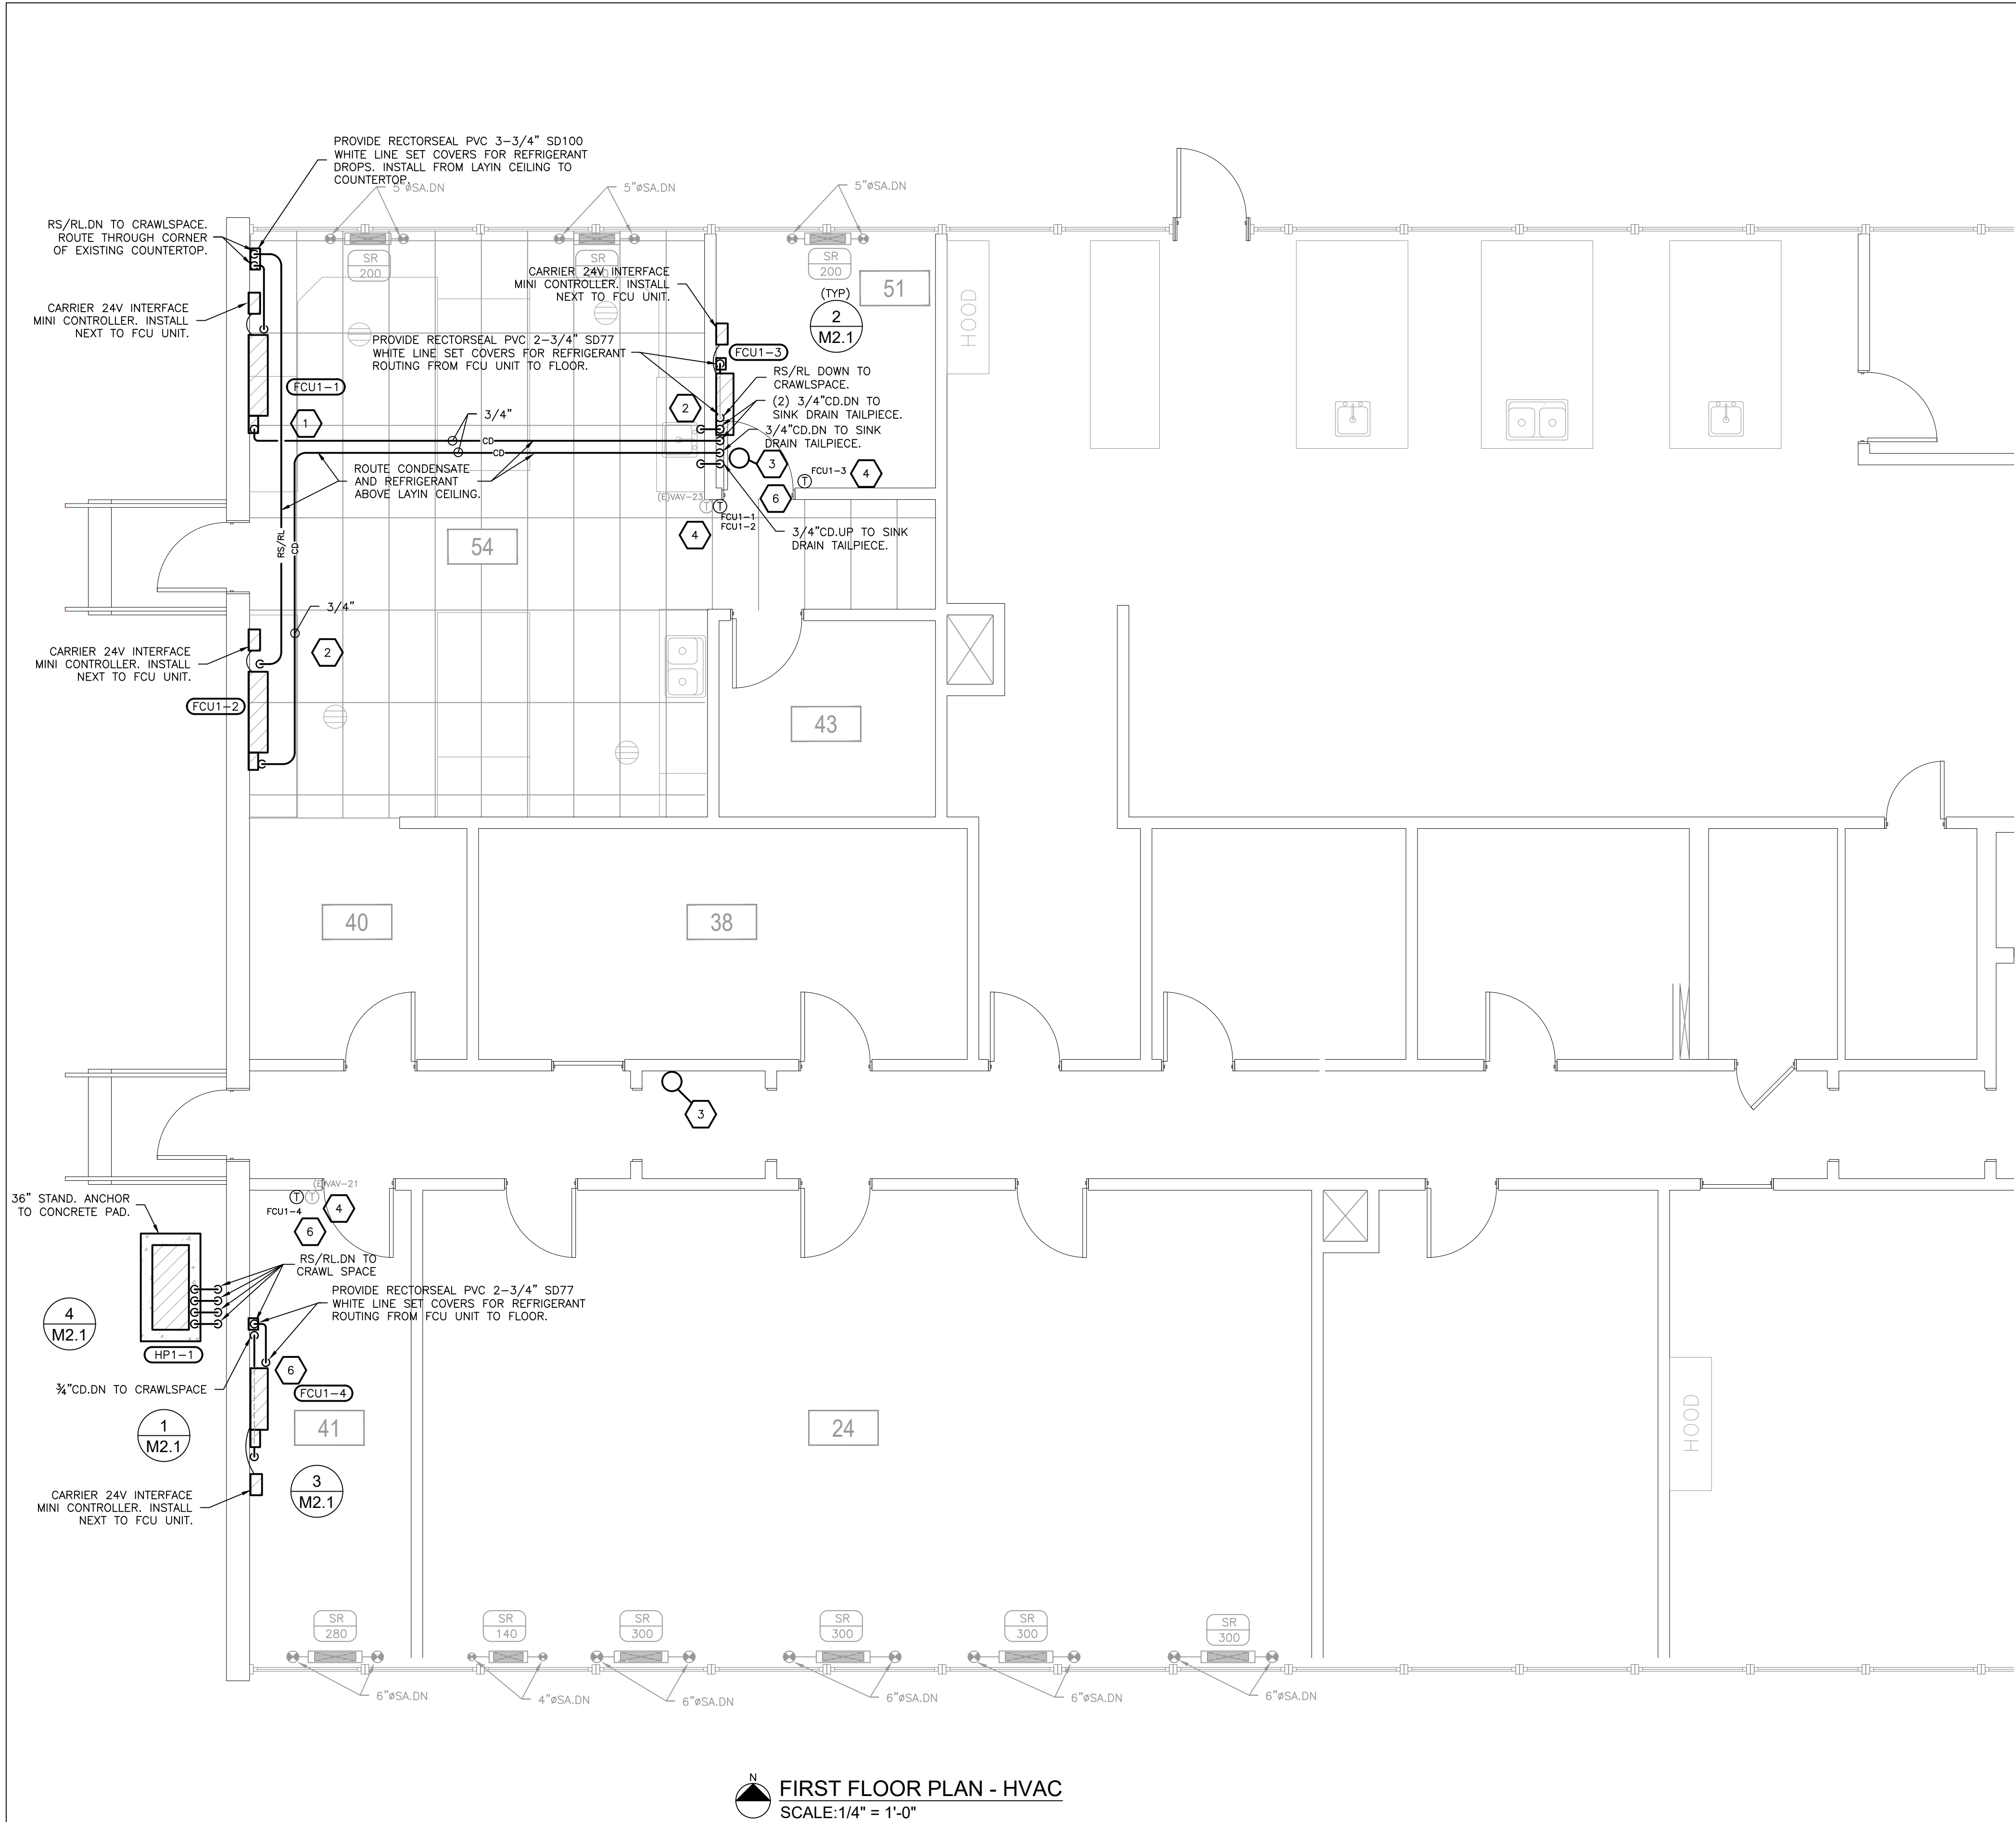 PROVIDE RECTORSEAL PVC 3-3/4" SD100
WHITE LINE SET COVERS FOR REFRIGERANT
DROPS. INSTALL FROM LAYIN CEILING TO
COUNTERTOP.
5"øSA.DN
5"øSA.DN
5"øSA.DN
RS/RL.DN TO CRAWLSPACE.
ROUTE THROUGH CORNER
OF EXISTING COUNTERTOP.
SR
200
SR
SR
200
CARRIER 24V INTERFACE
MINI CONTROLLER. INSTALL
NEXT TO FCU UNIT.
51
HOOD
(TYP)
2
M2.1
CARRIER 24V INTERFACE
MINI CONTROLLER. INSTALL
NEXT TO FCU UNIT.
PROVIDE RECTORSEAL PVC 2-3/4" SD77
WHITE LINE SET COVERS FOR REFRIGERANT
ROUTING FROM FCU UNIT TO FLOOR.
FCU1-3
RS/RL DOWN TO
CRAWLSPACE.
FCU1-1
(2) 3/4"CD.DN TO
SINK DRAIN TAILPIECE.
2
1
3/4"
CD
CD
3/4"CD.DN TO SINK
DRAIN TAILPIECE.
3
FCU1-3
4
T
6
ROUTE CONDENSATE
AND REFRIGERANT
ABOVE LAYIN CEILING.
(E)VAV-23
T
T
FCU1-1
FCU1-2
4
3/4"CD.UP TO SINK
DRAIN TAILPIECE.
54
RS/RL
CD
3/4"
2
CARRIER 24V INTERFACE
MINI CONTROLLER. INSTALL
NEXT TO FCU UNIT.
FCU1-2
43
40
38
3
(E)VAV-21
T
T
FCU1-4
4
6
36" STAND. ANCHOR
TO CONCRETE PAD.
RS/RL.DN TO
CRAWL SPACE
PROVIDE RECTORSEAL PVC 2-3/4" SD77
WHITE LINE SET COVERS FOR REFRIGERANT
ROUTING FROM FCU UNIT TO FLOOR.
4
M2.1
HP1-1
6
¾"CD.DN TO CRAWLSPACE
FCU1-4
1
M2.1
41
24
HOOD
3
M2.1
CARRIER 24V INTERFACE
MINI CONTROLLER. INSTALL
NEXT TO FCU UNIT.
SR
280
SR
140
SR
300
SR
300
SR
300
SR
300
6"øSA.DN
4"øSA.DN
6"øSA.DN
6"øSA.DN
6"øSA.DN
6"øSA.DN
N
FIRST FLOOR PLAN - HVAC
SCALE:1/4" = 1'-0"